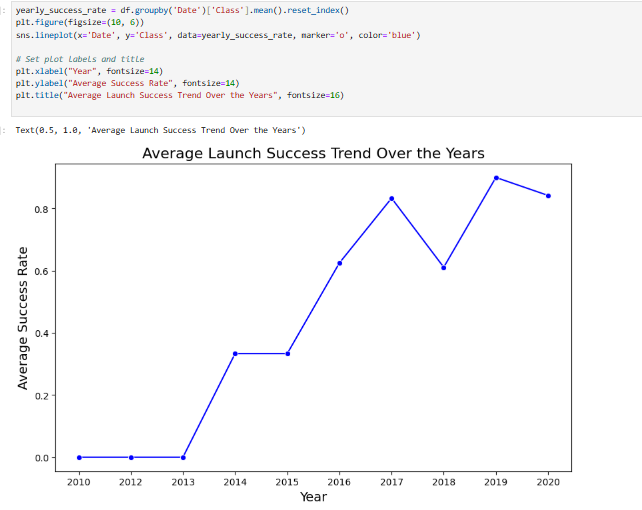 ]: yearly_success_rate = df.groupby('Date')['Class'].mean().reset_index()
plt.figure(figsize=(10, 6))
sns.lineplot(x='Date', y='Class', data=yearly_success_rate, marker='o', color='blue')
# Set plot labels and title
plt.xlabel("Year", fontsize=14)
plt.ylabel("Average Success Rate", fontsize=14)
plt.title("Average Launch Success Trend Over the Years", fontsize=16)
]: Text(0.5, 1.0, 'Average Launch Success Trend Over the Years')
Average Launch Success Trend Over the Years
Average Success Rate
0.8
0.6
0.4
0.2
0.0
2010 2012 2013 2014 2015 2016 2017 2018 2019 2020
Year